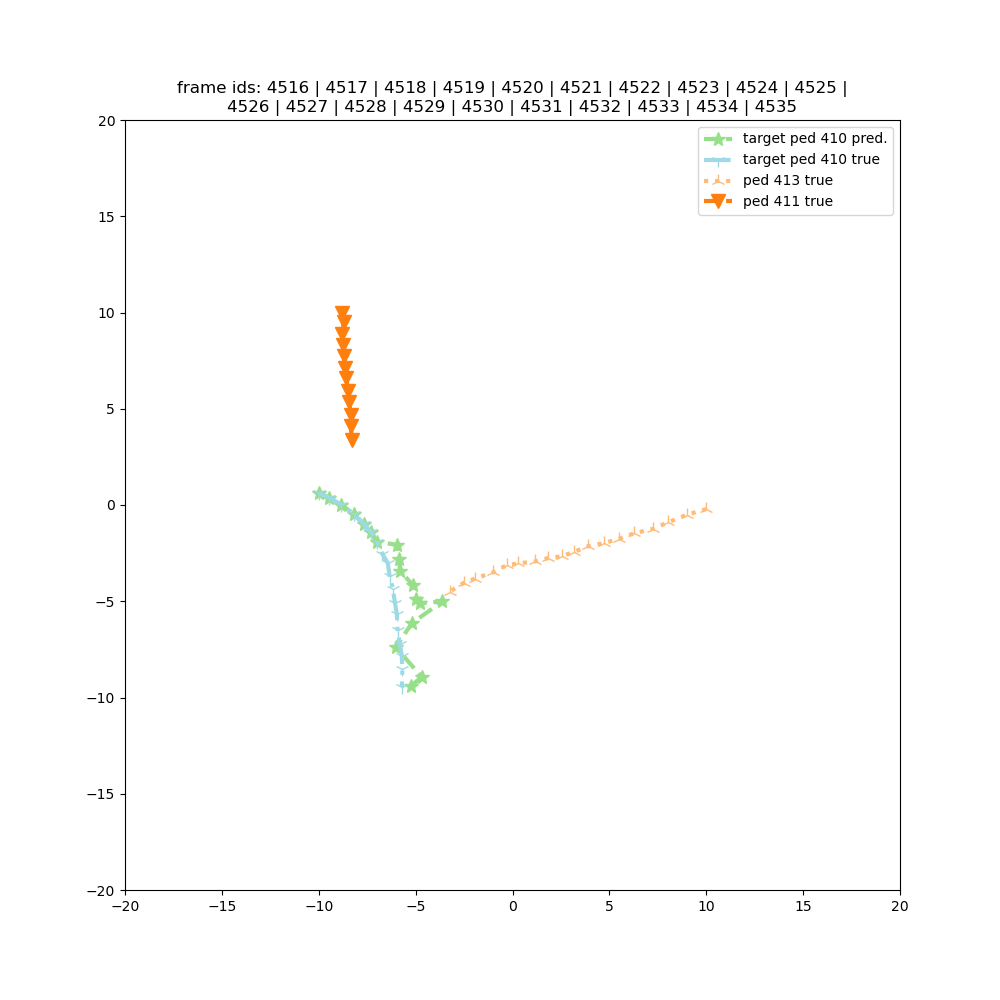 frame ids: 4516 | 4517 | 4518 | 4519 | 4520 | 4521 | 4522 | 4523 | 4524 | 4525 |
4526 | 4527 | 4528 | 4529 | 4530 | 4531 | 4532 | 4533 | 4534 | 4535
20
15
10
5
0
−5
−10
−15
−20
target ped 410 pred.
target ped 410 true
ped 413 true
ped 411 true
−20 −15 −10 −5 0 5 10 15 20